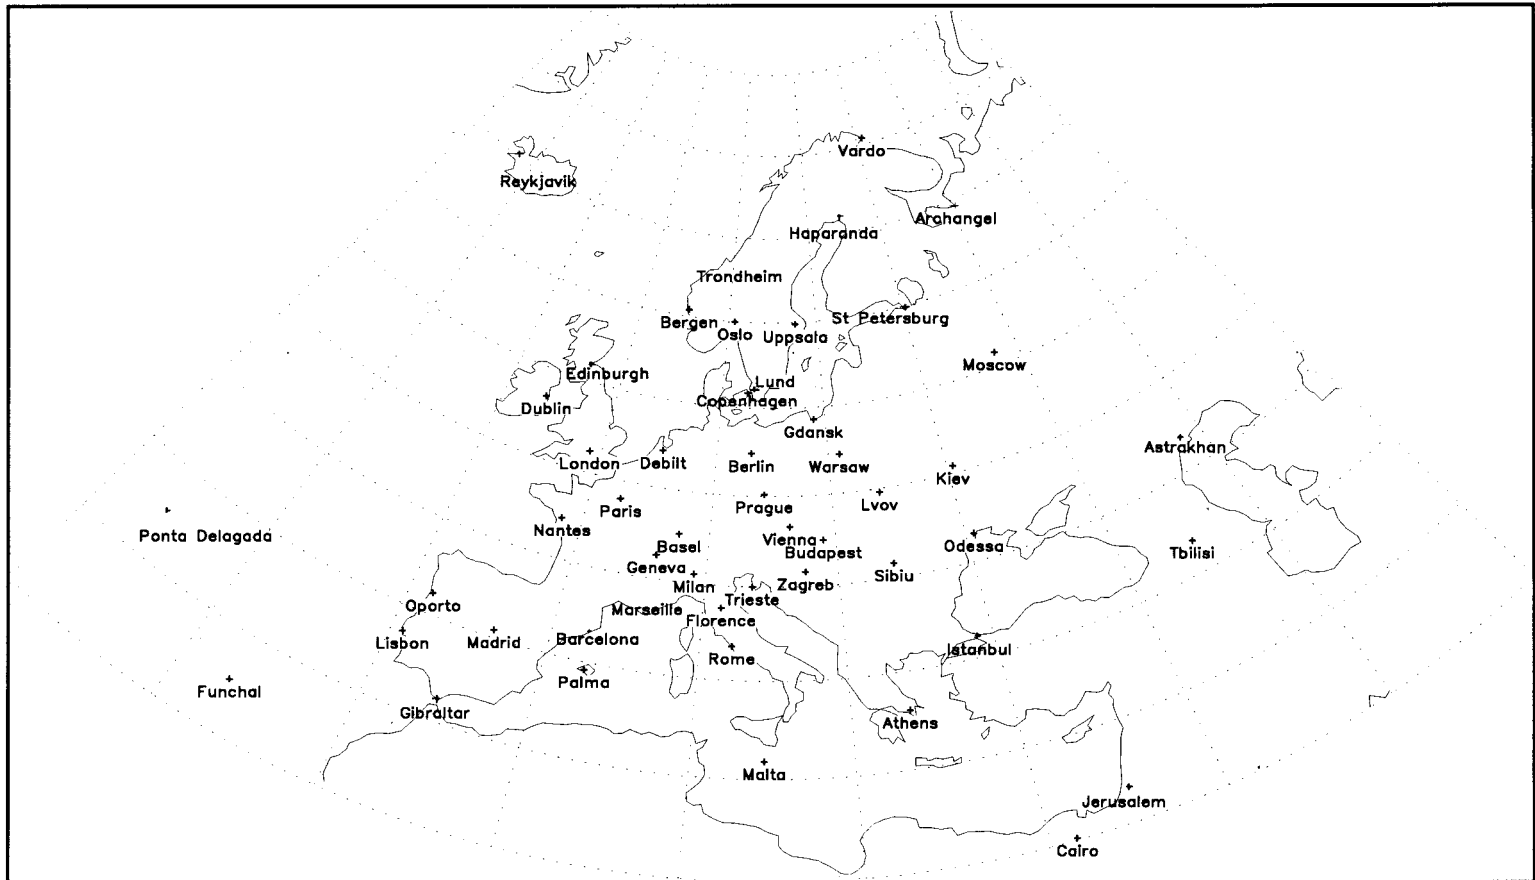 Vardo
Reykjavik
Archangel
Haparanda
Trondheim
Bergen
Oslo
Uppsala
St Petersburg
Moscow
Edinburgh
Lund
Copenhagen
Dublin
Gdansk
Astrakhan
London
Debilt
Berlin
Warsaw
Kiev
Paris
Prague
Lvov
Ponta Delagada
Nantes
Basel
Vienna
Budapest
Odessa
Tbilisi
Geneva
Milan
Zagreb
Sibiu
Oporto
Marseille
Trieste
Florence
Lisbon
Madrid
Barcelona
Rome
Istanbul
Funchal
Palma
Gibraltar
Athens
Malta
Jerusalem
Cairo